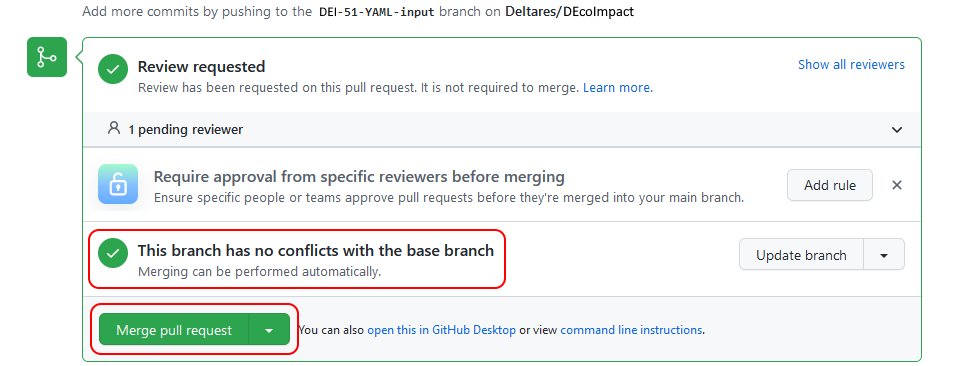 Add more commits by pushing to the DEI-51-YAML-input branch on Deltares/DEcoImpact
Review requested
Show all reviewers
Review has been requested on this pull request. It is not required to merge. Learn more.
1 pending reviewer
Require approval from specific reviewers before merging
Ensure specific people or teams approve pull requests before they're merged into your main branch.
Add rule
This branch has no conflicts with the base branch
Merging can be performed automatically.
Update branch
Merge pull request
You can also open this in GitHub Desktop or view command line instructions.